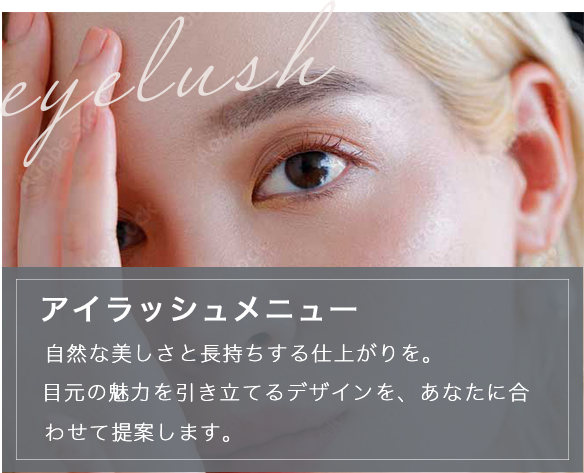 eyelush
アイラッシュメニュー
自然な美しさと長持ちする仕上がりを。
目元の魅力を引き立てるデザインを、あなたに合
わせて提案します。